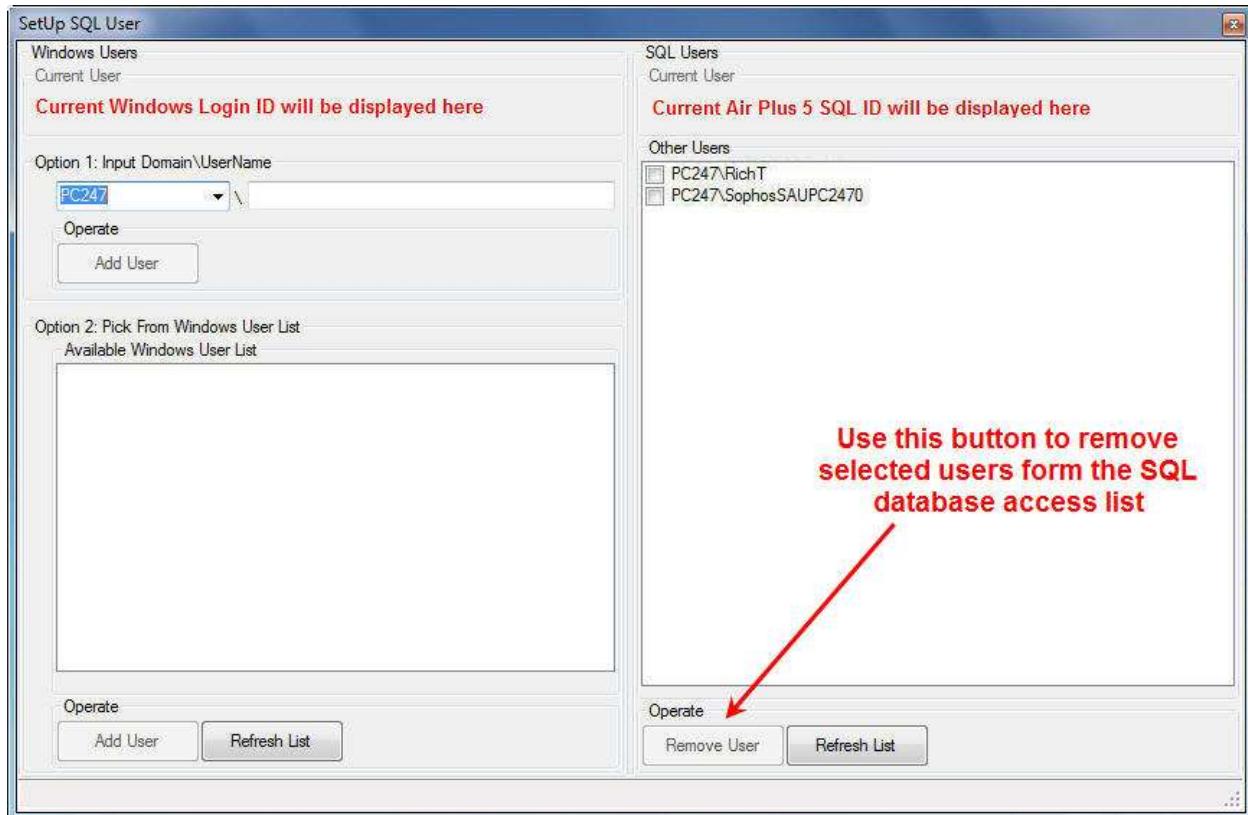 SetUp SQL User
Windows Users
Current User
Current Windows Login ID will be displayed here
Option 1: Input Domain\UserName
PC247 \
Operate
Add User
Option 2: Pick From Windows User List
Available Windows User List
Operate
Add User Refresh List
SQL Users
Current User
Current Air Plus 5 SQL ID will be displayed here
Other Users
PC247\RichT
PC247\SophosSAUPC2470
Use this button to remove
selected users form the SQL
database access list
Operate
Remove User Refresh List